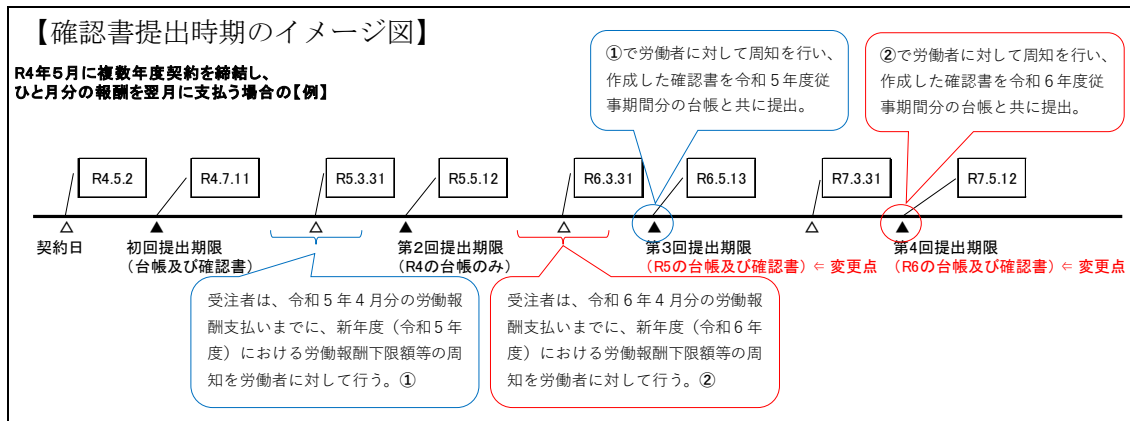 【確認書提出時期のイメージ図】
R4年5月に複数年度契約を締結し、
ひと月分の報酬を翌月に支払う場合の【例】
①で労働者に対して周知を行い、
作成した確認書を令和5年度従
事期間分の台帳と共に提出。
②で労働者に対して周知を行い、
作成した確認書を令和6年度従
事期間分の台帳と共に提出。
R4.5.2
R4.7.11
R5.3.31
R5.5.12
R6.3.31
R6.5.13
R7.3.31
R7.5.12
△
▲
△
▲
△
▲
△
▲
契約日
初回提出期限
(台帳及び確認書)
第2回提出期限
(R4の台帳のみ)
第3回提出期限
(R5の台帳及び確認書) ⇐ 変更点
第4回提出期限
(R6の台帳及び確認書) ⇐ 変更点
受注者は、令和5年4月分の労働報
酬支払いまでに、新年度(令和5年
度)における労働報酬下限額等の周
知を労働者に対して行う。①
受注者は、令和6年4月分の労働報
酬支払いまでに、新年度(令和6年
度)における労働報酬下限額等の周
知を労働者に対して行う。②